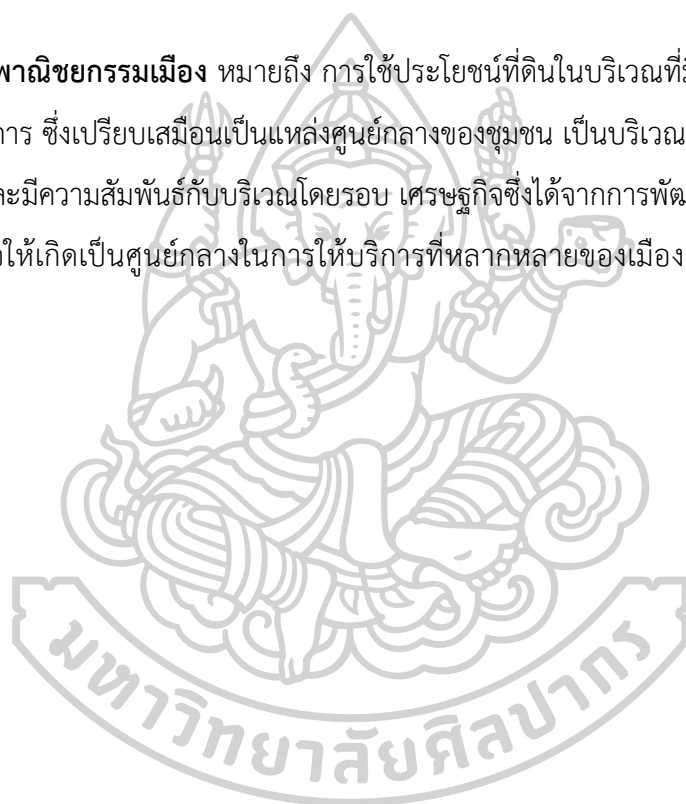 พาณิชยกรรมเมือง หมายถึง การใช้ประโยชน์ที่ดินในบริเวณที่
การ ซึ่งเปรียบเสมือนเป็นแหล่งศูนย์กลางของชุมชน เป็นบริเวณ
ละมีความสัมพันธ์กับบริเวณโดยรอบ เศรษฐกิจซึ่งได้จากการพัฒ
ให้เกิดเป็นศูนย์กลางในการให้บริการที่หลากหลายของเมือง
มหาวิทยาลัยศิลปากร